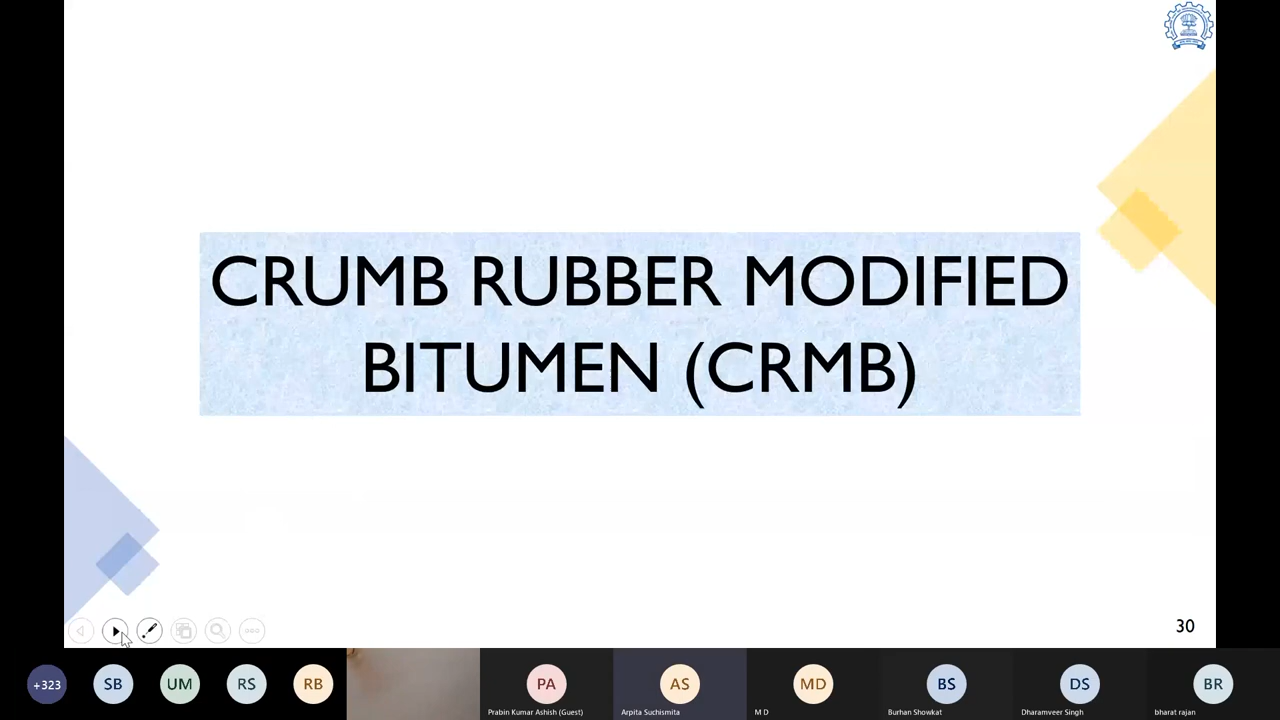 CRUMB RUBBER MODIFIED
BITUMEN (CRMB)
30
+323
SB
UM
RS
RB
PA
AS
MD
BS
DS
BR
Prabin Kumar Ashish (Guest)
Arpita Suchismita
M D
Burhan Showkat
Dharamveer Singh
bharat rajan